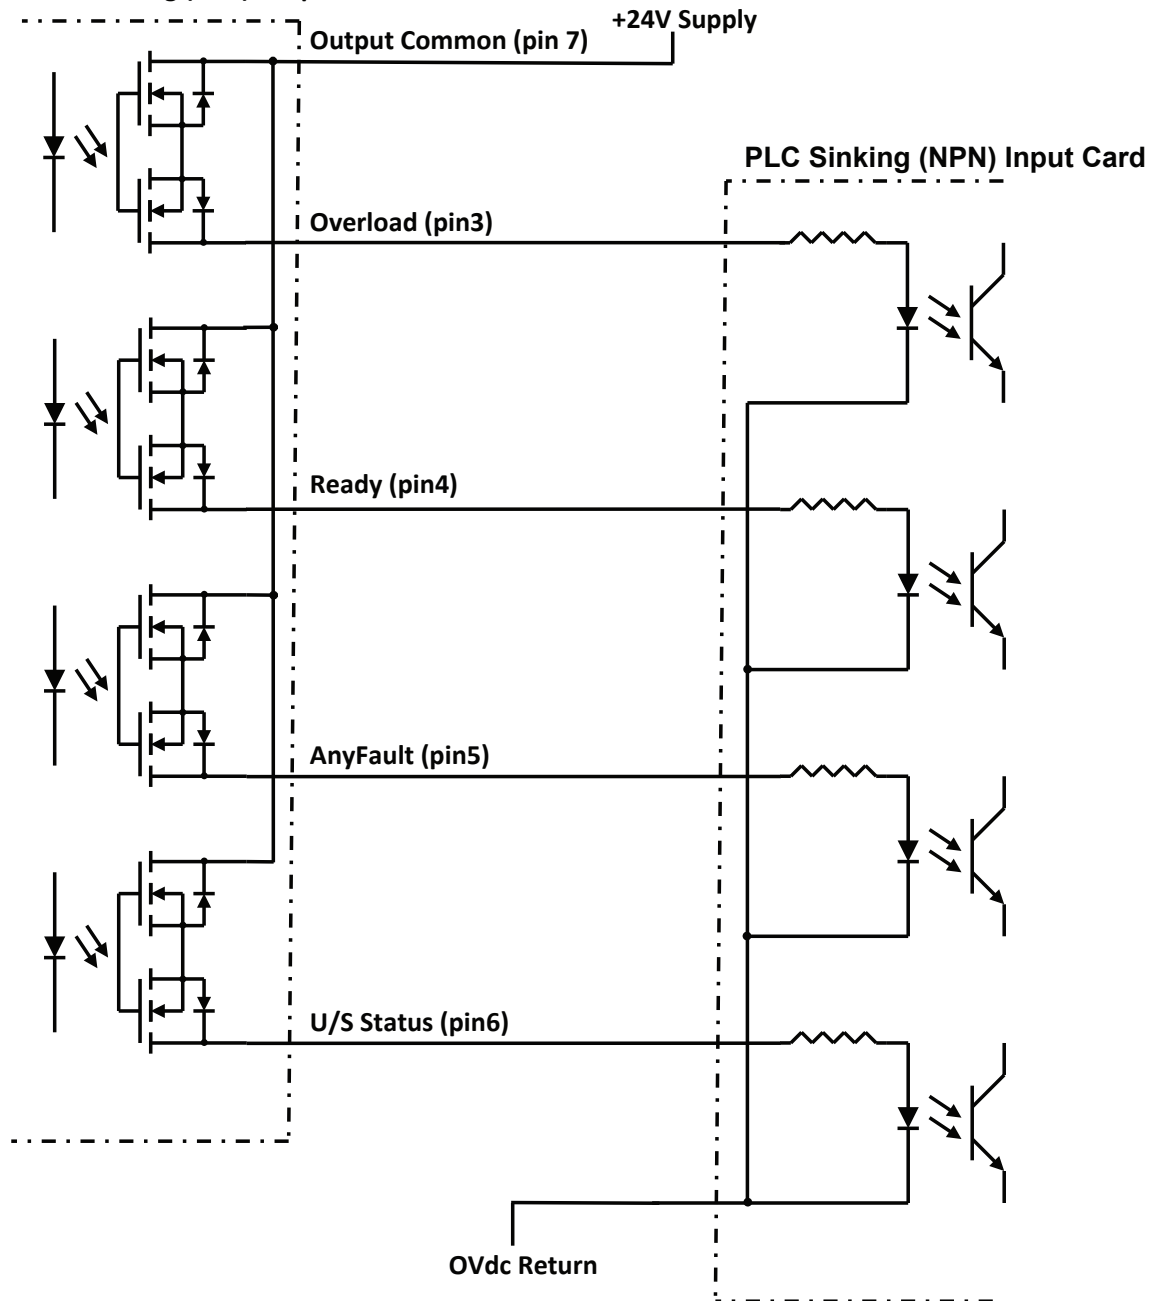 +24V Supply
Output Common (pin 7)
PLC Sinking (NPN) Input Card
Overload (pin3)
Ready (pin4)
AnyFault (pin5)
U/S Status (pin6)
OVdc Return